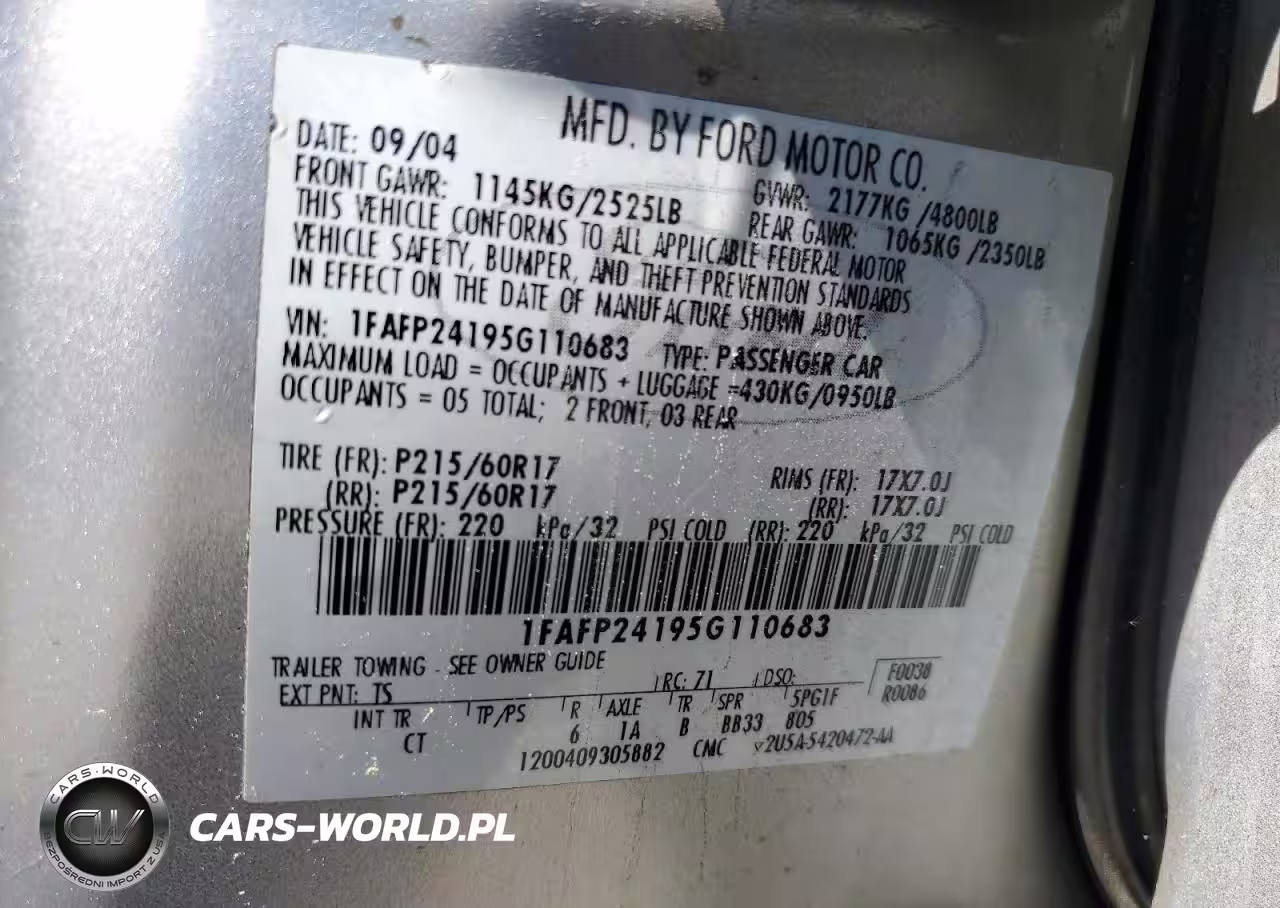 MFD. BY FORD MOTOR CO.
DATE: 09/04 GVWR: 2177KG /4800LB
FRONT GAWR: 1145KG/2525LB REAR GAWR: 1065KG /2350LB
THIS VEHICLE CONFORMS TO ALL APPLICABLE FEDERAL MOTOR
VEHICLE SAFETY, BUMPER, AND THEFT PREVENTION STANDARDS
IN EFFECT ON THE DATE OF MANUFACTURE SHOWN ABOVE.
VIN: 1FAFP24195G110683 TYPE: PASSENGER CAR
MAXIMUM LOAD = OCCUPANTS + LUGGAGE =430KG/0950LB
OCCUPANTS = 05 TOTAL; 2 FRONT, 03 REAR
TIRE (FR): P215/60R17 RIMS (FR): 17X7.0J
(RR): P215/60R17 (RR): 17X7.0J
PRESSURE (FR): 220 kPa/32 PSI COLD (RR): 220 kPa/32 PSI COLD
1FAFP24195G110683
TRAILER TOWING - SEE OWNER GUIDE
EXT PNT: TS RC: 71 DSO: F0038
R0086
INT TR TP/PS R AXLE TR SPR 5PG1F
CT 6 1A B BB33 805
1200409305882 CMC 2U5A-5420472-AA
CARS-WORLD
CW
BEZPOŚREDNI IMPORT Z USA
CARS-WORLD.PL